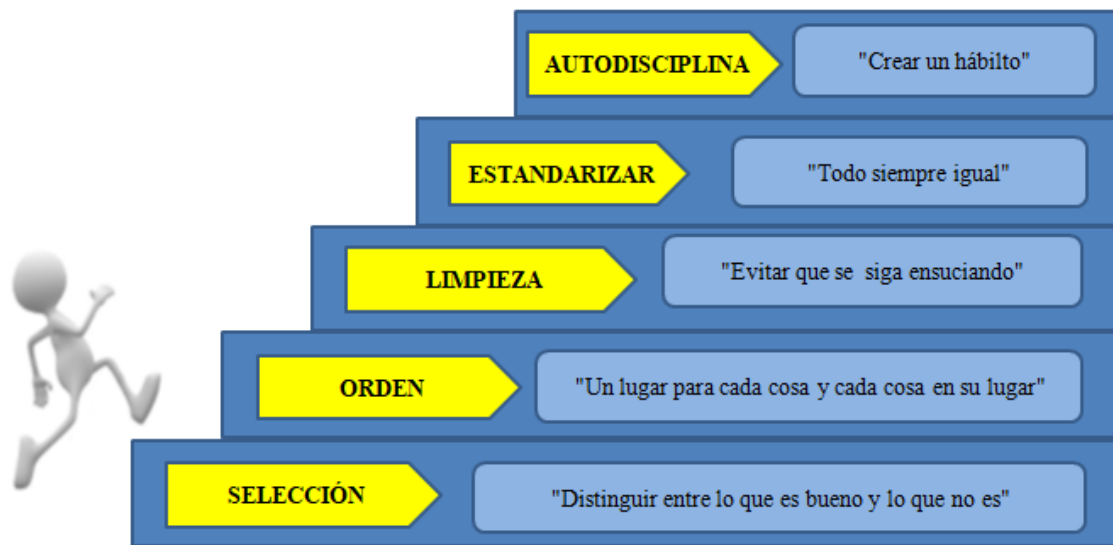 AUTODISCIPLINA
"Crear un hábilto"
ESTANDARIZAR
"Todo siempre igual"
LIMPIEZA
"Evitar que se siga ensuciando"
ORDEN
"Un lugar para cada cosa y cada cosa en su lugar"
SELECCIÓN
"Distinguir entre lo que es bueno y lo que no es"